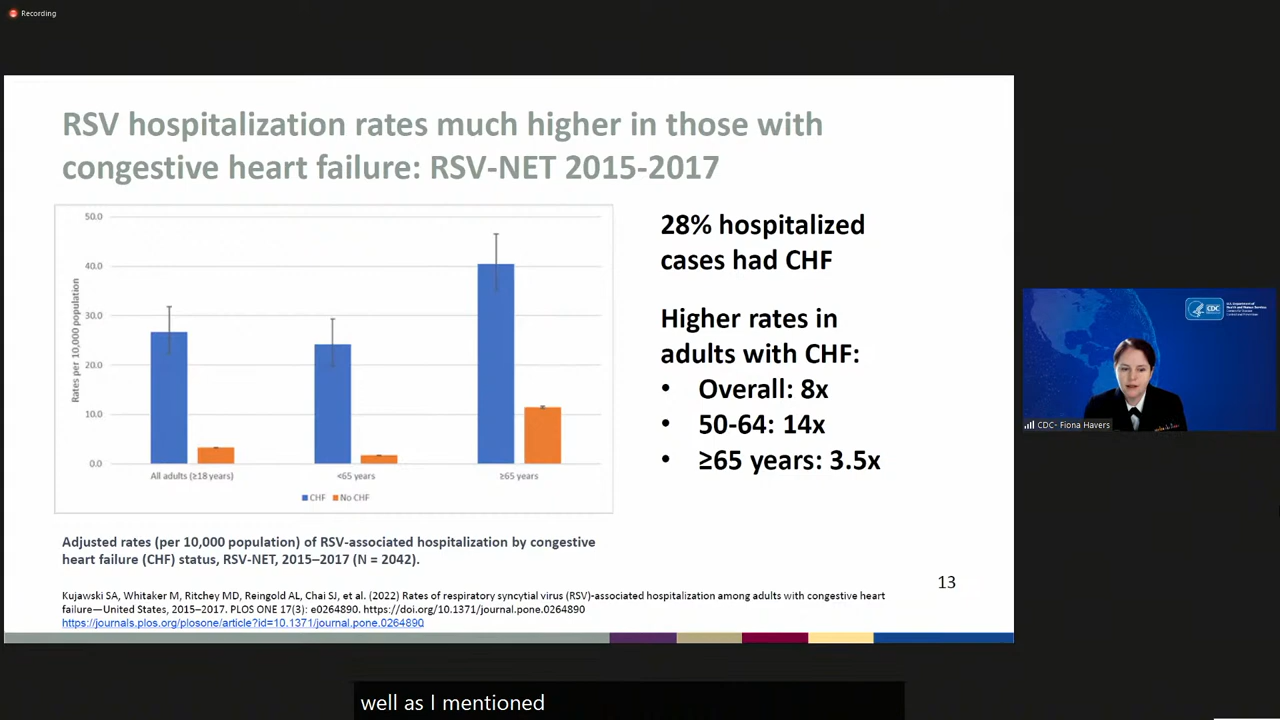 Recording
RSV hospitalization rates much higher in those with
congestive heart failure: RSV-NET 2015-2017
50.0
40.0
30.0
20.0
10.0
0.0
Rates per 10,000 population
All adults (≥18 years)
<65 years
≥65 years
CHF
No CHF
28% hospitalized
cases had CHF
Higher rates in
adults with CHF:
• Overall: 8x
• 50-64: 14x
• ≥65 years: 3.5x
Adjusted rates (per 10,000 population) of RSV-associated hospitalization by congestive
heart failure (CHF) status, RSV-NET, 2015–2017 (N = 2042).
13
Kujawski SA, Whitaker M, Ritchey MD, Reingold AL, Chai SJ, et al. (2022) Rates of respiratory syncytial virus (RSV)-associated hospitalization among adults with congestive heart
failure—United States, 2015–2017. PLOS ONE 17(3): e0264890. https://doi.org/10.1371/journal.pone.0264890
https://journals.plos.org/plosone/article?id=10.1371/journal.pone.0264890
CDC
CDC- Fiona Havers
well as I mentioned